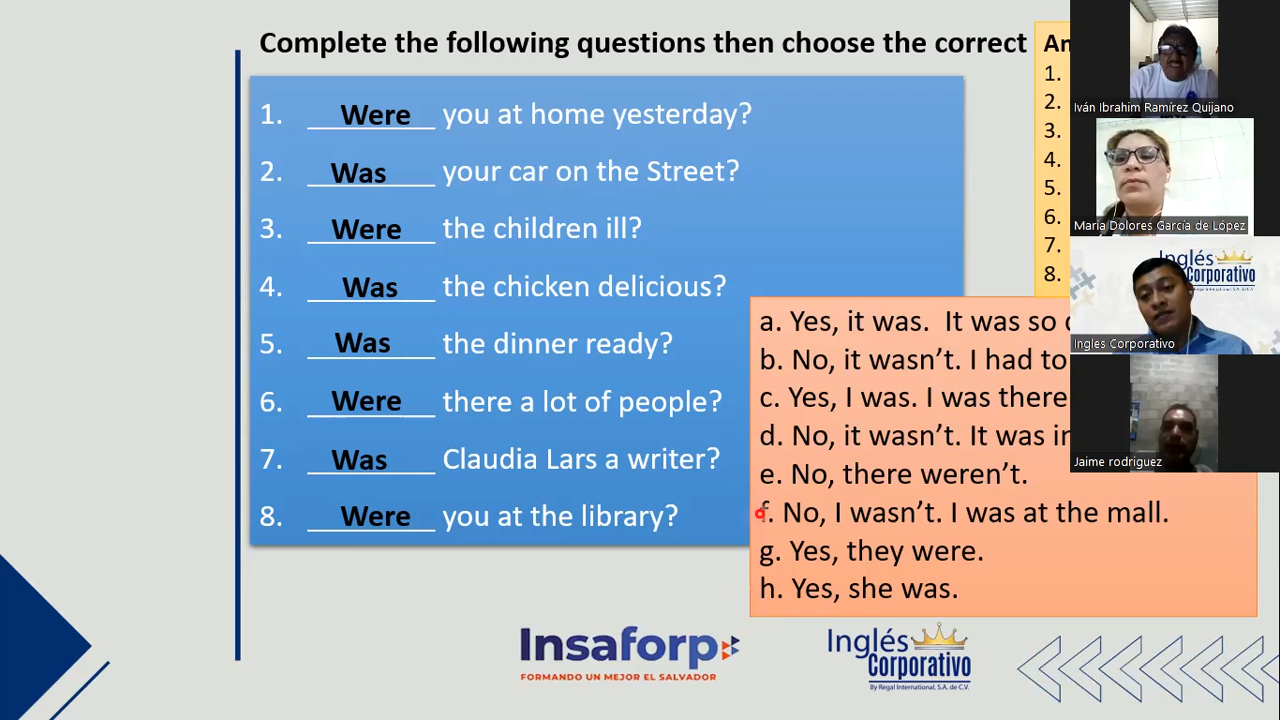 Complete the following questions then choose the correct
1. Were you at home yesterday?
2. Was your car on the Street?
3. Were the children ill?
4. Was the chicken delicious?
5. Was the dinner ready?
6. Were there a lot of people?
7. Was Claudia Lars a writer?
8. Were you at the library?
1.
2.
3.
4.
5.
6.
7.
8.
a. Yes, it was. It was so
b. No, it wasn't. I had to
c. Yes, I was. I was there
d. No, it wasn't. It was
e. No, there weren't.
f. No, I wasn't. I was at the mall.
g. Yes, they were.
h. Yes, she was.
Iván Ibrahim Ramírez Quijano
Maria Dolores García de López
Inglés
Corporativo
Ingles Corporativo
Jaime rodriguez
Insaforp
FORMANDO UN MEJOR EL SALVADOR
Inglés
Corporativo
By Regal International, S.A. de C.V.